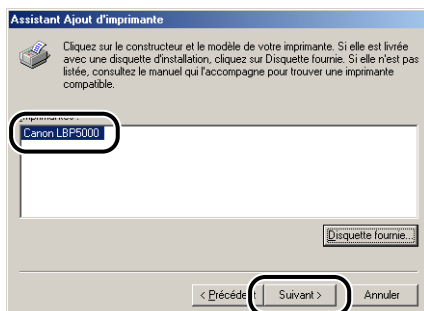 Assistant Ajout d'imprimante
Cliquez sur le constructeur et le modèle de votre imprimante. Si elle est livrée
avec une disquette d'installation, cliquez sur Disquette fournie. Si elle n'est pas
listée, consultez le manuel qui l'accompagne pour trouver une imprimante
compatible.
Imprimantes :
Canon LBP5000
Disquette fournie...
< Précédent
Suivant >
Annuler